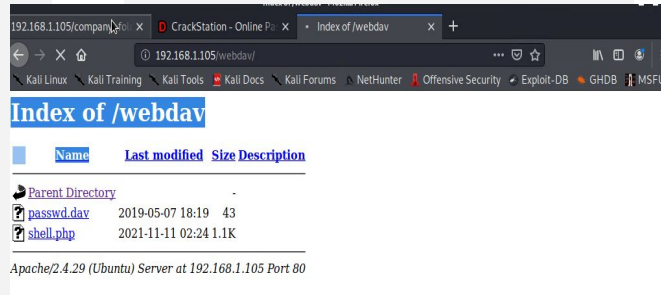 192.168.1.105/company_fol CrackStation - Online Pa Index of /webdav
192.168.1.105/webdav/
Kali Linux Kali Training Kali Tools Kali Docs Kali Forums NetHunter Offensive Security Exploit-DB GHDB MSFU
Index of /webdav
Name Last modified Size Description
Parent Directory -
passwd.dav 2019-05-07 18:19 43
shell.php 2021-11-11 02:24 1.1K
Apache/2.4.29 (Ubuntu) Server at 192.168.1.105 Port 80